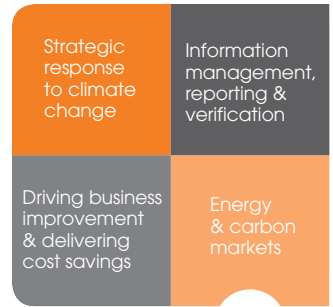 Strategic
response
to climate
change
Information
management,
reporting &
verification
Driving business
improvement
& delivering
cost savings
Energy
& carbon
markets